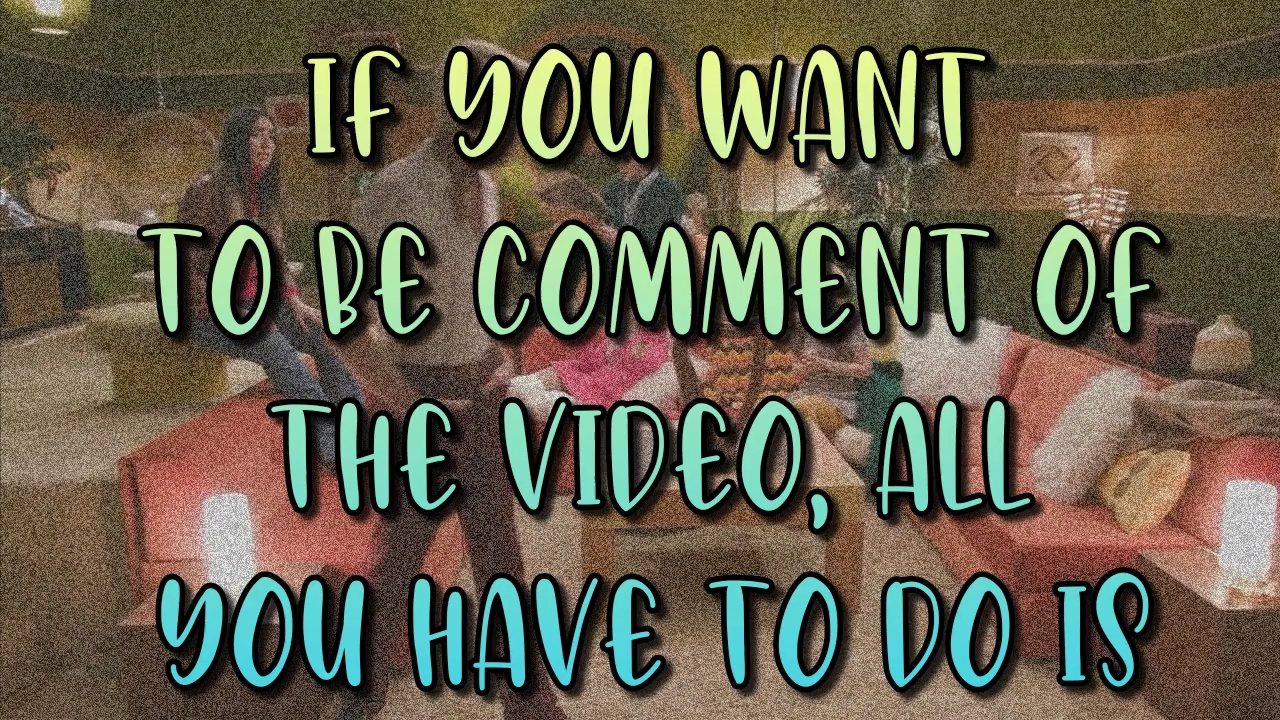 IF YOU WANT
TO BE COMMENT OF
THE VIDEO, ALL
YOU HAVE TO DO IS